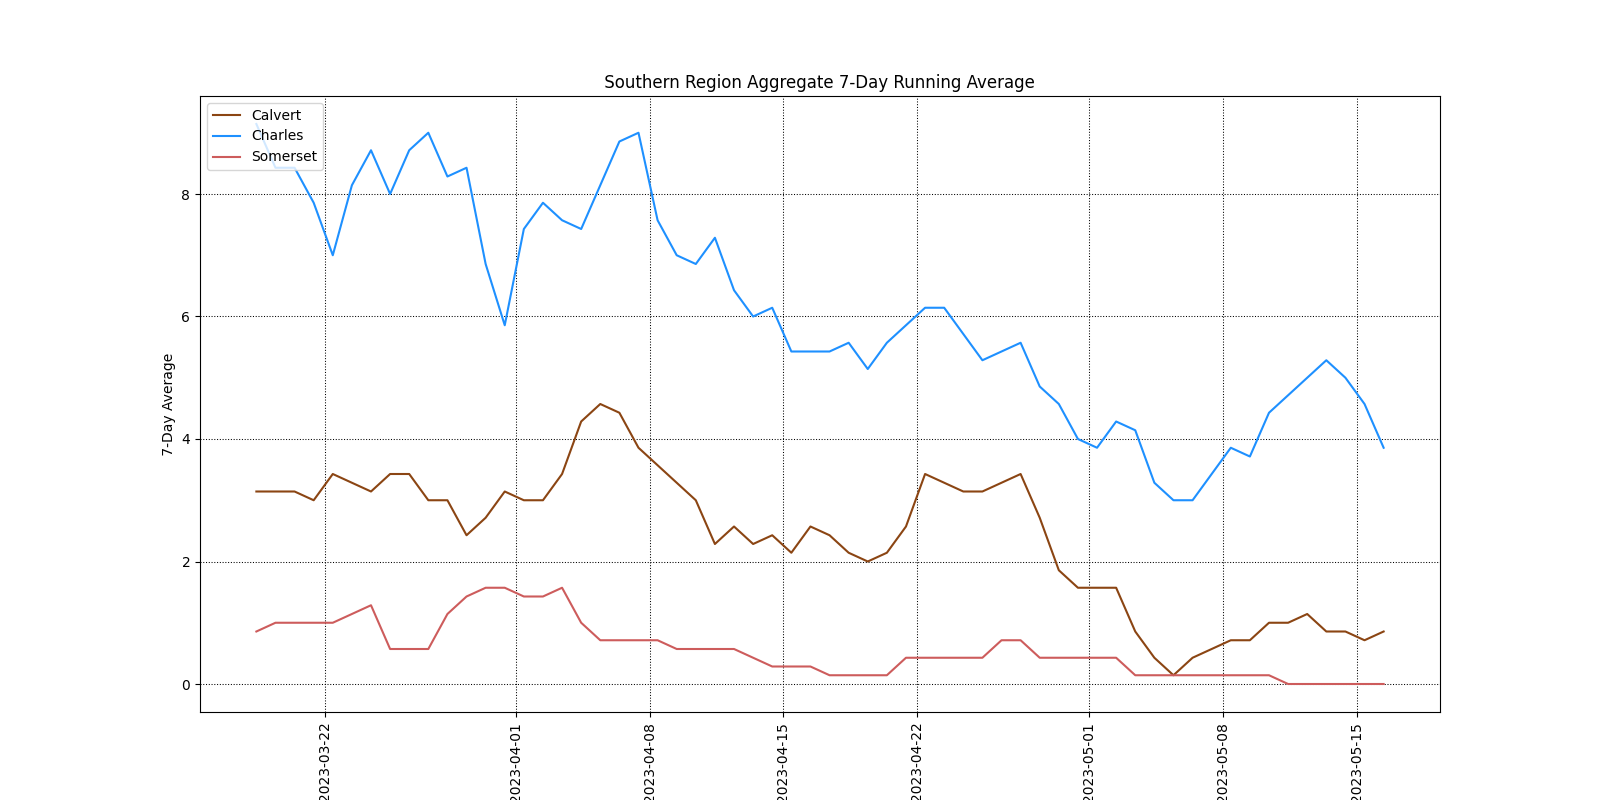 Southern Region Aggregate 7-Day Running Average
Calvert
Charles
Somerset
7-Day Average
8
6
4
2
0
2023-03-22
2023-04-01
2023-04-08
2023-04-15
2023-04-22
2023-05-01
2023-05-08
2023-05-15